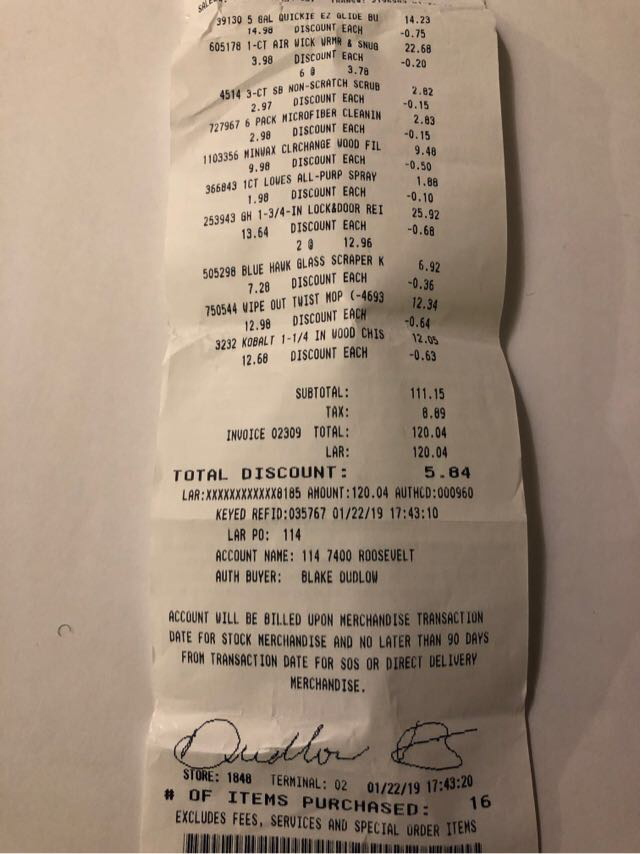 39130 5 GAL QUICKIE EZ GLIDE BU 14.23
14.98 DISCOUNT EACH -0.75
605178 1-CT AIR WICK WRMR & SNUG 22.68
3.98 DISCOUNT EACH -0.20
6 @ 3.78
4514 3-CT SB NON-SCRATCH SCRUB 2.82
2.97 DISCOUNT EACH -0.15
727967 6 PACK MICROFIBER CLEANIN 2.83
2.98 DISCOUNT EACH -0.15
1103356 MINWAX CLRCHANGE WOOD FIL 9.48
9.98 DISCOUNT EACH -0.50
366843 1CT LOWES ALL-PURP SPRAY 1.88
1.98 DISCOUNT EACH -0.10
253943 GH 1-3/4-IN LOCK&DOOR REI 25.92
13.64 DISCOUNT EACH -0.68
2 @ 12.96
505298 BLUE HAWK GLASS SCRAPER K 6.92
7.28 DISCOUNT EACH -0.36
750544 WIPE OUT TWIST MOP (-4693 12.34
12.98 DISCOUNT EACH -0.64
3232 KOBALT 1-1/4 IN WOOD CHIS 12.05
12.68 DISCOUNT EACH -0.63
SUBTOTAL: 111.15
TAX: 8.89
INVOICE 02309 TOTAL: 120.04
LAR: 120.04
TOTAL DISCOUNT: 5.84
LAR:XXXXXXXXXXXX8185 AMOUNT:120.04 AUTHCD:000960
KEYED REFID:035767 01/22/19 17:43:10
LAR PO: 114
ACCOUNT NAME: 114 7400 ROOSEVELT
AUTH BUYER: BLAKE DUDLOW
ACCOUNT WILL BE BILLED UPON MERCHANDISE TRANSACTION
DATE FOR STOCK MERCHANDISE AND NO LATER THAN 90 DAYS
FROM TRANSACTION DATE FOR SOS OR DIRECT DELIVERY
MERCHANDISE.
Dudlow
STORE: 1848 TERMINAL: 02 01/22/19 17:43:20
# OF ITEMS PURCHASED: 16
EXCLUDES FEES, SERVICES AND SPECIAL ORDER ITEMS